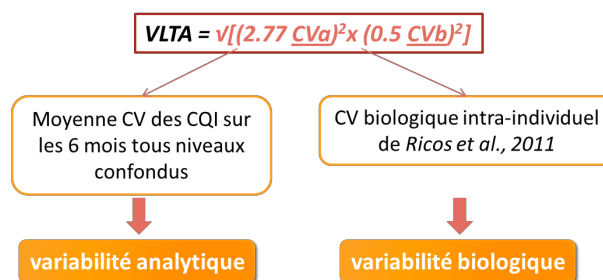 VLTA = √[(2.77 CVa)²x (0.5 CVb)²]
Moyenne CV des CQI sur
les 6 mois tous niveaux
confondus
CV biologique intra-individuel
de Ricos et al., 2011
variabilité analytique
variabilité biologique